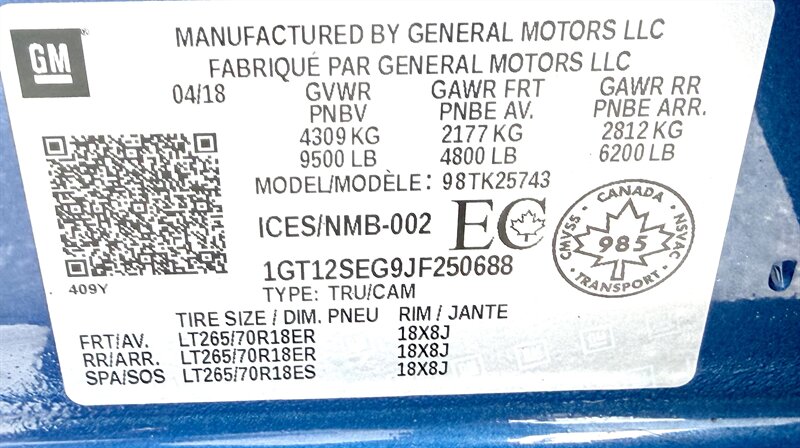 GM
MANUFACTURED BY GENERAL MOTORS LLC
FABRIQUÉ PAR GENERAL MOTORS LLC
04/18 GVWR GAWR FRT GAWR RR
PNBV PNBE AV. PNBE ARR.
4309 KG 2177 KG 2812 KG
9500 LB 4800 LB 6200 LB
MODEL/MODÈLE: 98TK25743
ICES/NMB-002 EC
CANADA
CMVSS 985 NSVAC
TRANSPORT
1GT12SEG9JF250688
409Y
TYPE: TRU/CAM
TIRE SIZE / DIM. PNEU RIM / JANTE
FRT/AV. LT265/70R18ER 18X8J
RR/ARR. LT265/70R18ER 18X8J
SPA/SOS LT265/70R18ES 18X8J